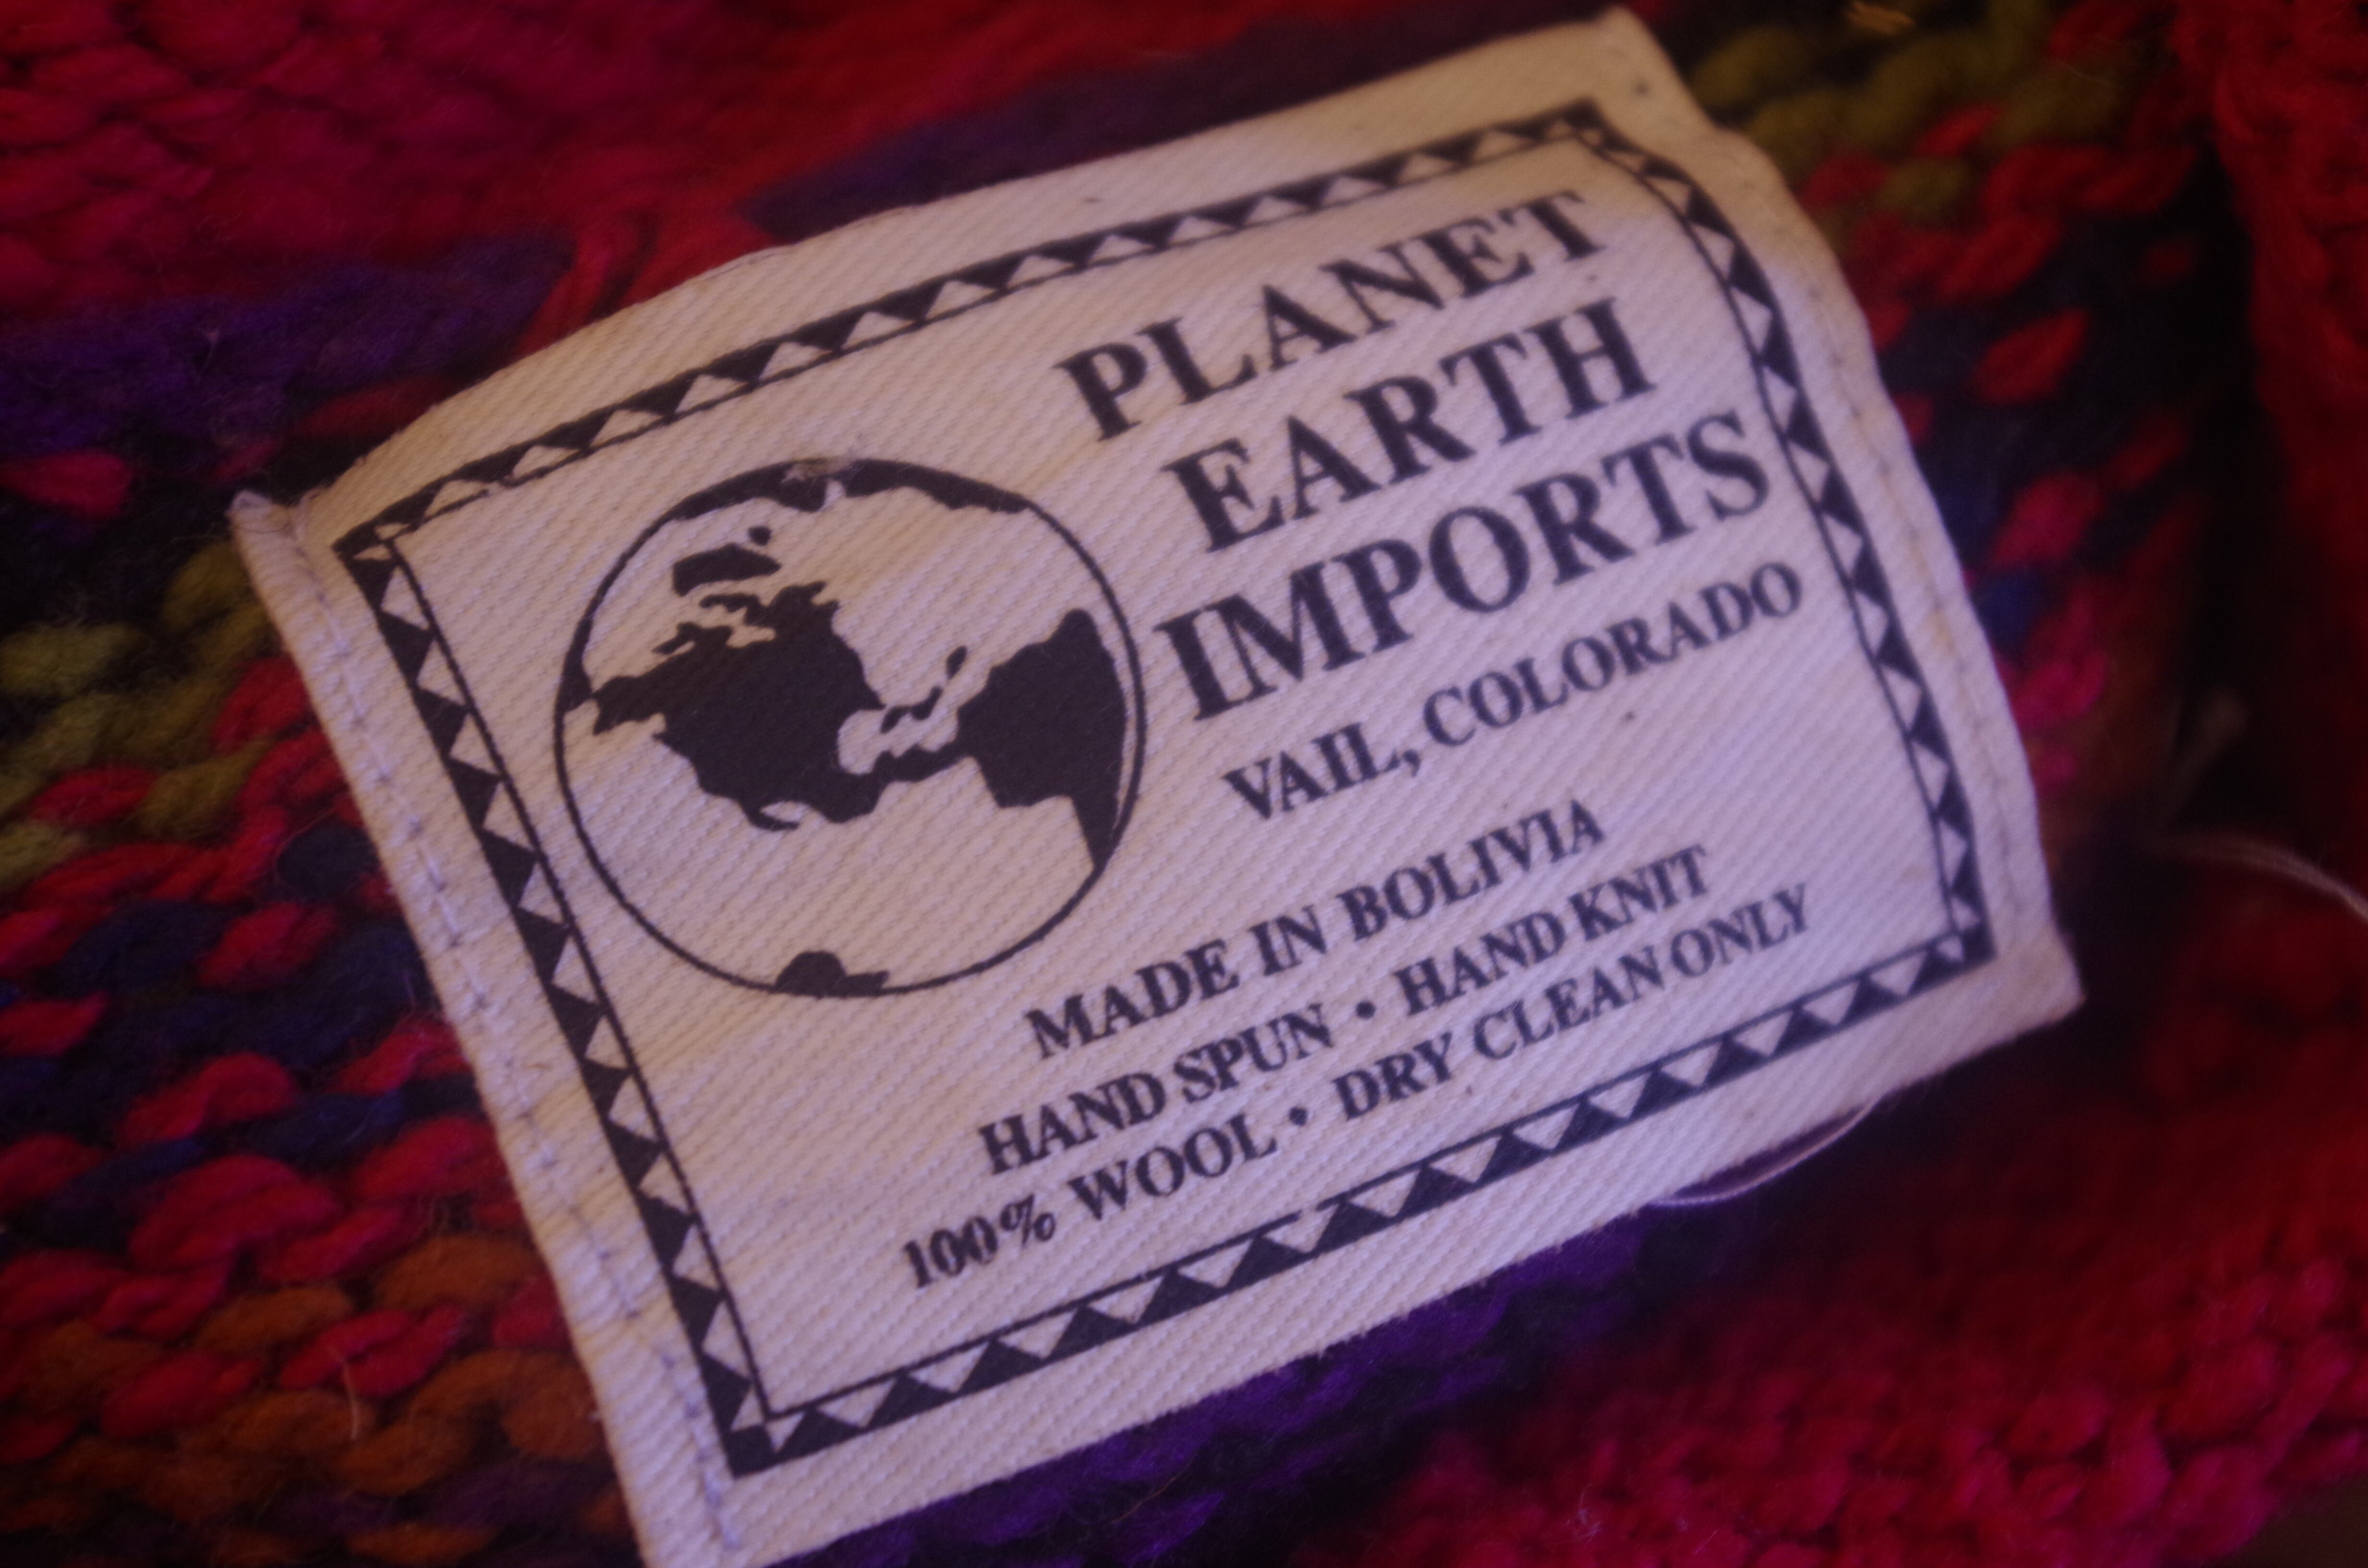 PLANET
EARTH
IMPORTS
VAIL, COLORADO
MADE IN BOLIVIA
HAND SPUN • HAND KNIT
100% WOOL • DRY CLEAN ONLY